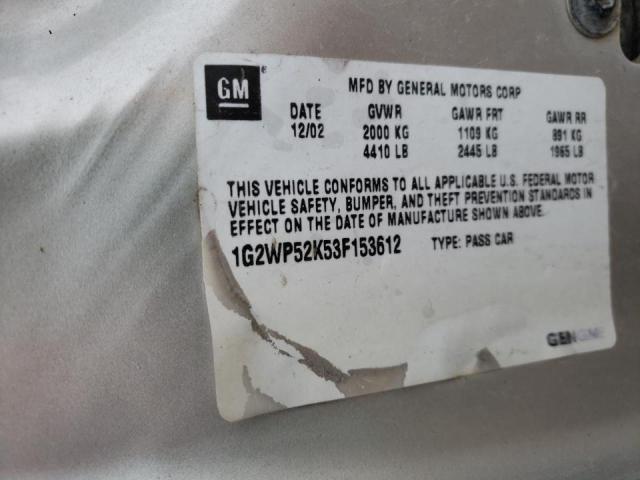 GM
MFD BY GENERAL MOTORS CORP
DATE GVWR GAWR FRT GAWR RR
12/02 2000 KG 1109 KG 891 KG
4410 LB 2445 LB 1965 LB
THIS VEHICLE CONFORMS TO ALL APPLICABLE U.S. FEDERAL MOTOR
VEHICLE SAFETY, BUMPER, AND THEFT PREVENTION STANDARDS IN
EFFECT ON THE DATE OF MANUFACTURE SHOWN ABOVE.
1G2WP52K53F153612 TYPE: PASS CAR